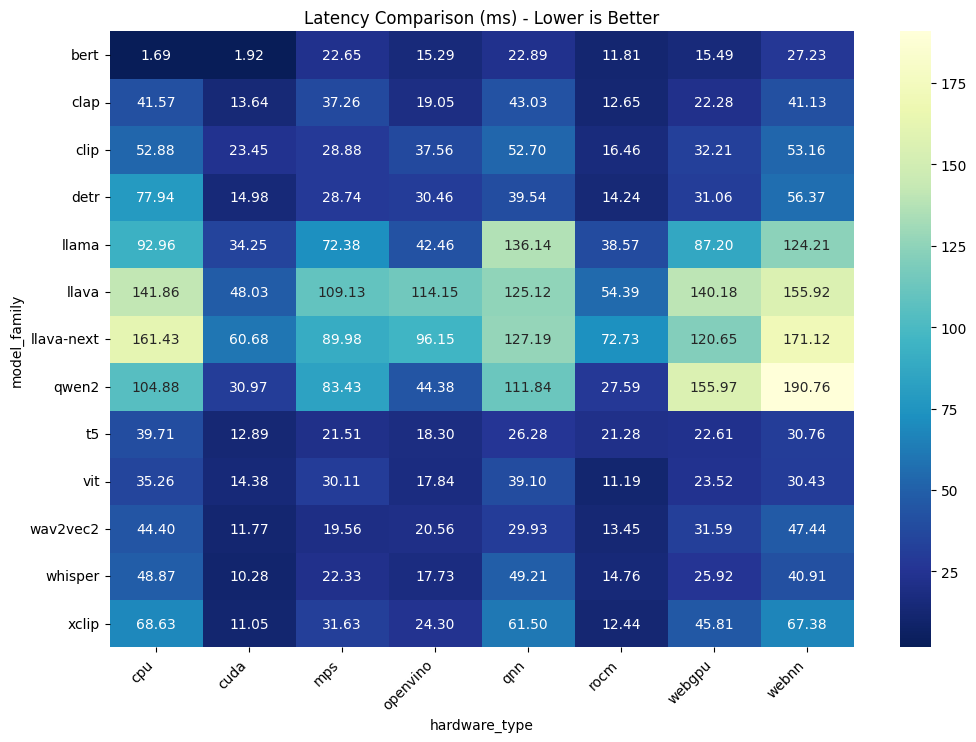 Latency Comparison (ms) - Lower is Better
model_family
bert 1.69 1.92 22.65 15.29 22.89 11.81 15.49 27.23
clap 41.57 13.64 37.26 19.05 43.03 12.65 22.28 41.13
clip 52.88 23.45 28.88 37.56 52.70 16.46 32.21 53.16
detr 77.94 14.98 28.74 30.46 39.54 14.24 31.06 56.37
llama 92.96 34.25 72.38 42.46 136.14 38.57 87.20 124.21
llava 141.86 48.03 109.13 114.15 125.12 54.39 140.18 155.92
llava-next 161.43 60.68 89.98 96.15 127.19 72.73 120.65 171.12
qwen2 104.88 30.97 83.43 44.38 111.84 27.59 155.97 190.76
t5 39.71 12.89 21.51 18.30 26.28 21.28 22.61 30.76
vit 35.26 14.38 30.11 17.84 39.10 11.19 23.52 30.43
wav2vec2 44.40 11.77 19.56 20.56 29.93 13.45 31.59 47.44
whisper 48.87 10.28 22.33 17.73 49.21 14.76 25.92 40.91
xclip 68.63 11.05 31.63 24.30 61.50 12.44 45.81 67.38
cpu cuda mps openvino qnn rocm webgpu webnn
hardware_type
175
150
125
100
75
50
25